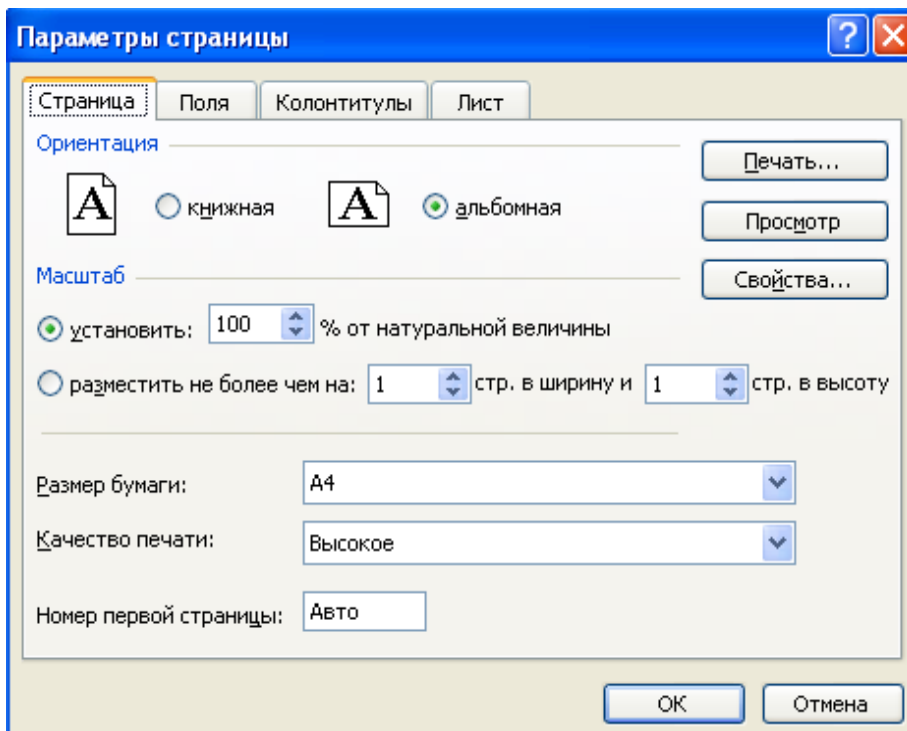 Параметры страницы
Страница Поля Колонтитулы Лист
Ориентация
Печать...
A книжная A альбомная
Просмотр
Масштаб
Свойства...
установить: 100 % от натуральной величины
разместить не более чем на: 1 стр. в ширину и 1 стр. в высоту
Размер бумаги: A4
Качество печати: Высокое
Номер первой страницы: Авто
OK Отмена